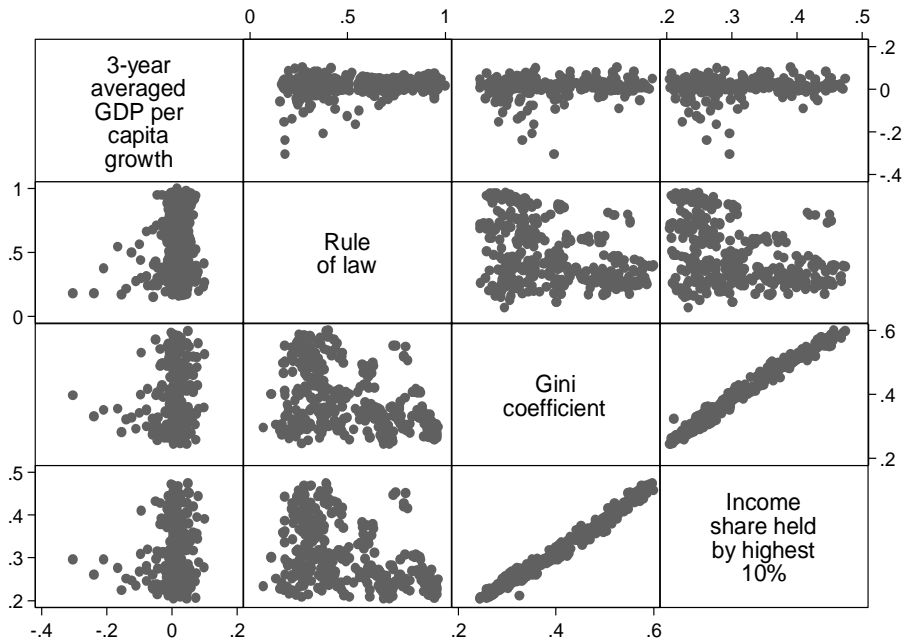 0 .5 1
.2 .3 .4 .5
3-year
averaged
GDP per
capita
growth
.2
0
-.2
-.4
1
.5
0
Rule
of law
Gini
coefficient
.6
.4
.2
.5
.4
.3
.2
Income
share held
by highest
10%
-.4 -.2 0 .2
.2 .4 .6